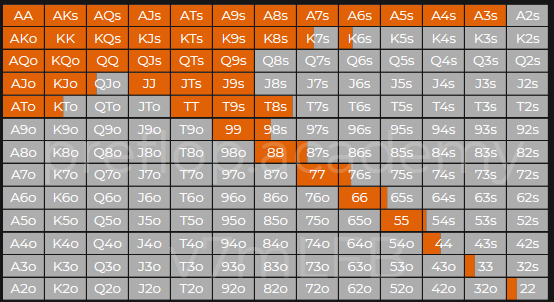 AA AKs AQs AJs ATs A9s A8s A7s A6s A5s A4s A3s A2s
AKo KK KQs KJs KTs K9s K8s K7s K6s K5s K4s K3s K2s
AQo KQo QQ QJs QTs Q9s Q8s Q7s Q6s Q5s Q4s Q3s Q2s
AJo KJo QJo JJ JTs J9s J8s J7s J6s J5s J4s J3s J2s
ATo KTo QTo JTo TT T9s T8s T7s T6s T5s T4s T3s T2s
A9o K9o Q9o J9o T9o 99 98s 97s 96s 95s 94s 93s 92s
A8o K8o Q8o J8o T8o 98o 88 87s 86s 85s 84s 83s 82s
A7o K7o Q7o J7o T7o 97o 87o 77 76s 75s 74s 73s 72s
A6o K6o Q6o J6o T6o 96o 86o 76o 66 65s 64s 63s 62s
A5o K5o Q5o J5o T5o 95o 85o 75o 65o 55 54s 53s 52s
A4o K4o Q4o J4o T4o 94o 84o 74o 64o 54o 44 43s 42s
A3o K3o Q3o J3o T3o 93o 83o 73o 63o 53o 43o 33 32s
A2o K2o Q2o J2o T2o 92o 82o 72o 62o 52o 42o 32o 22
preflop.academy